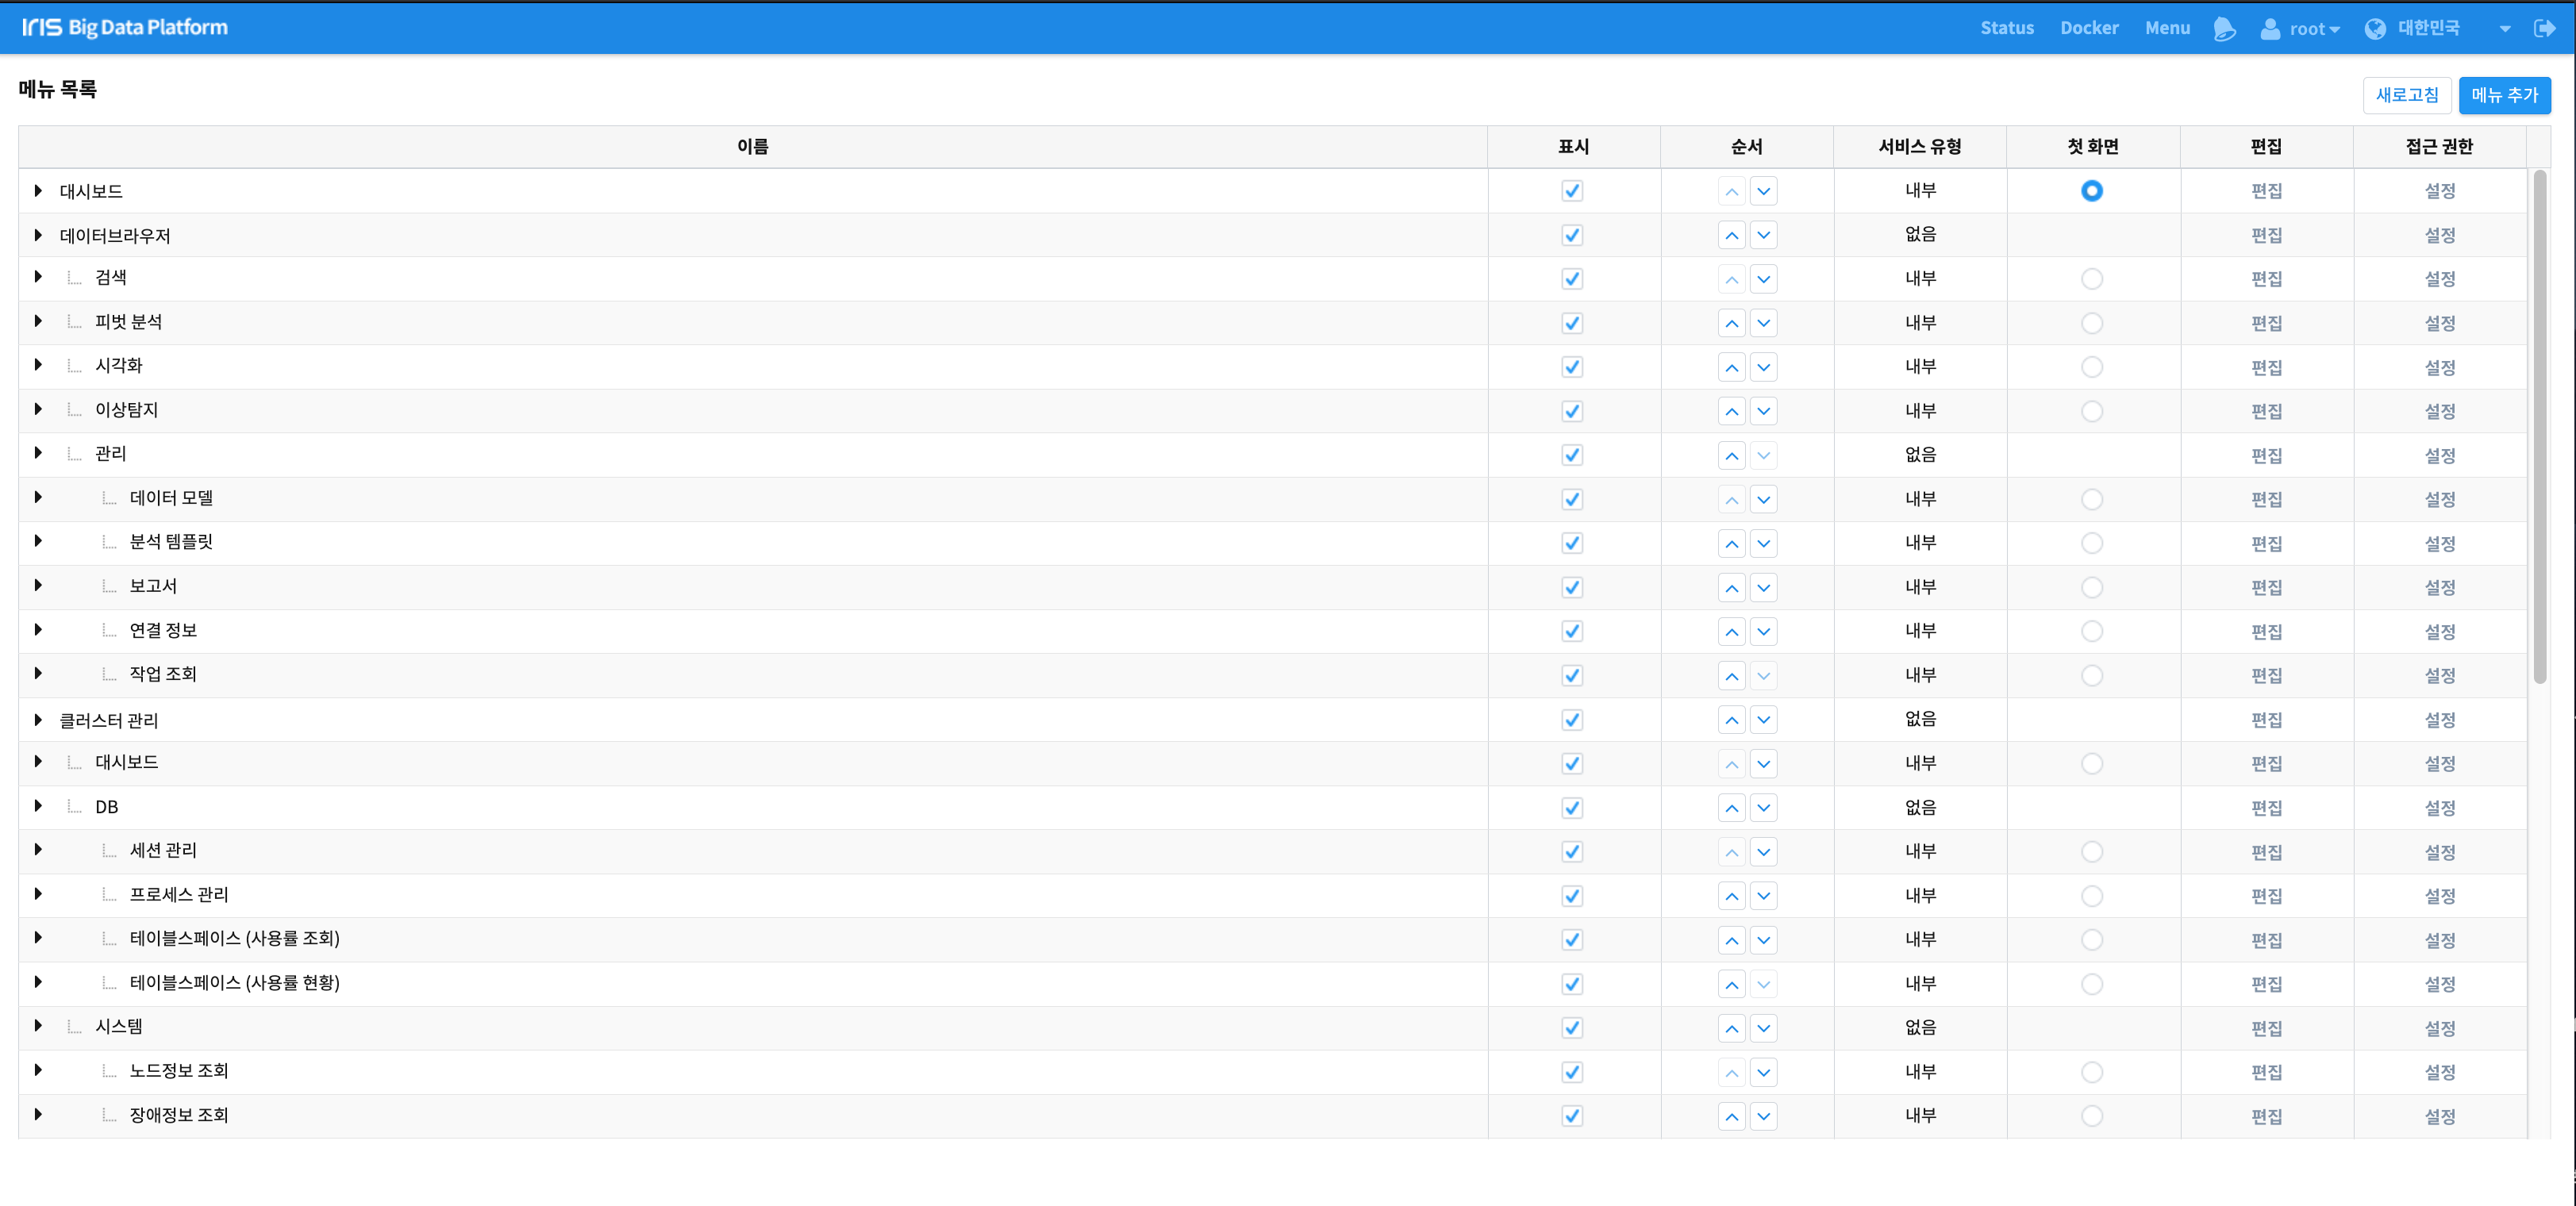 IRIS Big Data Platform Status Docker Menu root 대한민국
메뉴 목록 새로고침 메뉴 추가
이름 표시 순서 서비스 유형 첫 화면 편집 접근 권한
대시보드 내부 편집 설정
데이터브라우저 없음 편집 설정
검색 내부 편집 설정
피벗 분석 내부 편집 설정
시각화 내부 편집 설정
이상탐지 내부 편집 설정
관리 없음 편집 설정
데이터 모델 내부 편집 설정
분석 템플릿 내부 편집 설정
보고서 내부 편집 설정
연결 정보 내부 편집 설정
작업 조회 내부 편집 설정
클러스터 관리 없음 편집 설정
대시보드 내부 편집 설정
DB 없음 편집 설정
세션 관리 내부 편집 설정
프로세스 관리 내부 편집 설정
테이블스페이스 (사용률 조회) 내부 편집 설정
테이블스페이스 (사용률 현황) 내부 편집 설정
시스템 없음 편집 설정
노드정보 조회 내부 편집 설정
장애정보 조회 내부 편집 설정